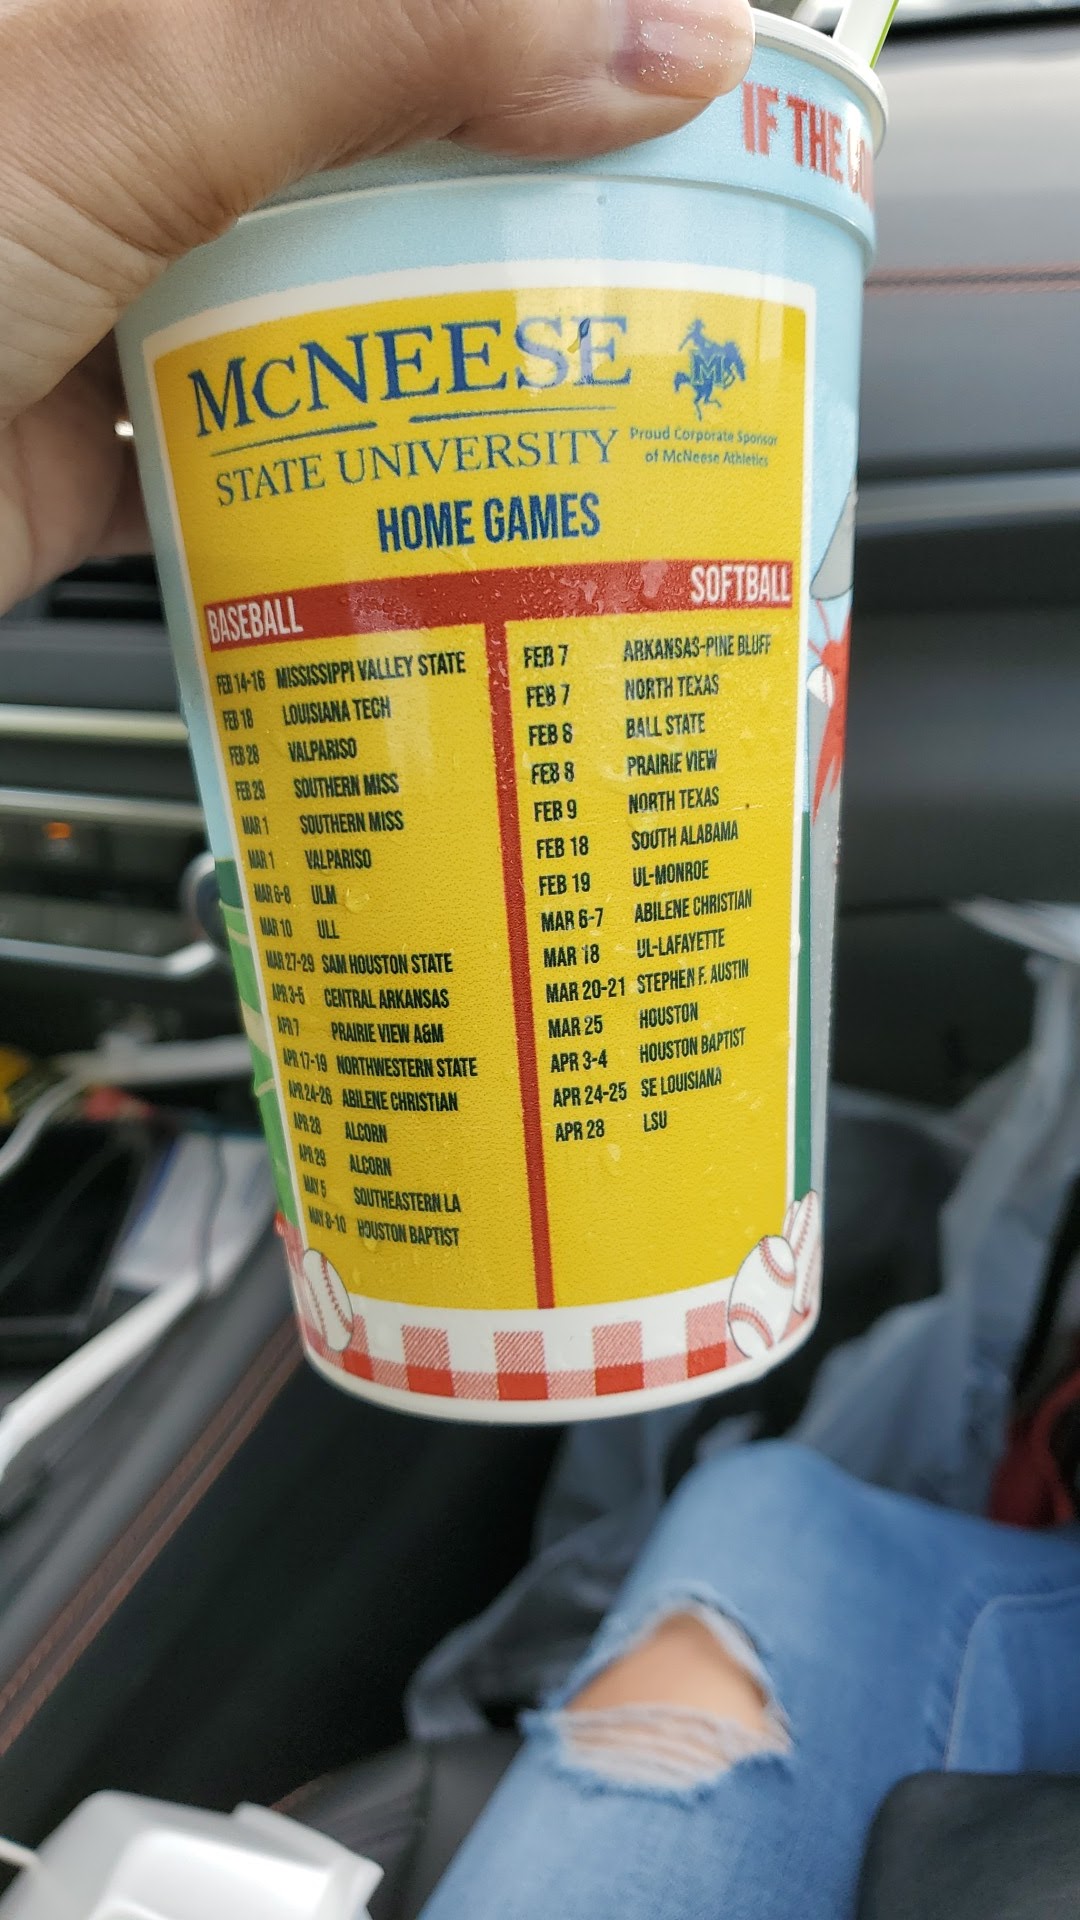 IF THE
McNEESE
STATE UNIVERSITY
M
Proud Corporate Sponsor
of McNeese Athletics
HOME GAMES
BASEBALL
FEB 14-16 MISSISSIPPI VALLEY STATE
FEB 18 LOUISIANA TECH
FEB 28 VALPARISO
FEB 29 SOUTHERN MISS
MAR 1 SOUTHERN MISS
MAR 1 VALPARISO
MAR 6-8 ULM
MAR 10 ULL
MAR 27-29 SAM HOUSTON STATE
APR 3-5 CENTRAL ARKANSAS
APR 7 PRAIRIE VIEW A&M
APR 17-19 NORTHWESTERN STATE
APR 24-26 ABILENE CHRISTIAN
APR 28 ALCORN
APR 29 ALCORN
MAY 5 SOUTHEASTERN LA
MAY 8-10 HOUSTON BAPTIST
SOFTBALL
FEB 7 ARKANSAS-PINE BLUFF
FEB 7 NORTH TEXAS
FEB 8 BALL STATE
FEB 8 PRAIRIE VIEW
FEB 9 NORTH TEXAS
FEB 18 SOUTH ALABAMA
FEB 19 UL-MONROE
MAR 6-7 ABILENE CHRISTIAN
MAR 18 UL-LAFAYETTE
MAR 20-21 STEPHEN F. AUSTIN
MAR 25 HOUSTON
APR 3-4 HOUSTON BAPTIST
APR 24-25 SE LOUISIANA
APR 28 LSU